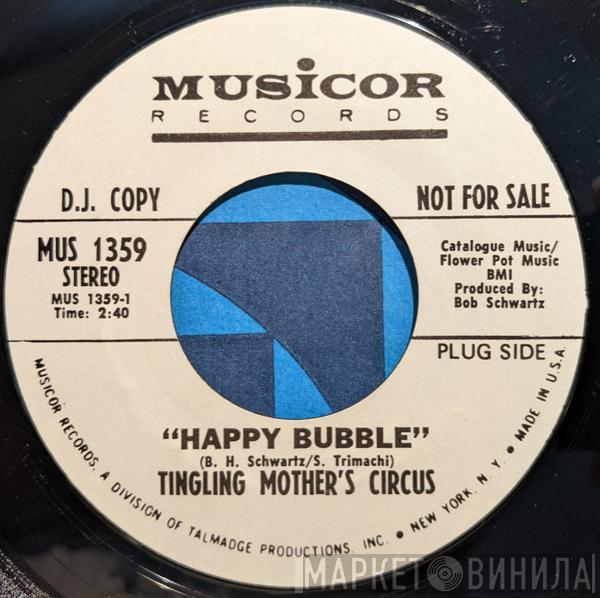 MUSICOR
RECORDS
D.J. COPY
NOT FOR SALE
MUS 1359
STEREO
MUS 1359-1
Time: 2:40
Catalogue Music/
Flower Pot Music
BMI
Produced By:
Bob Schwartz
PLUG SIDE
"HAPPY BUBBLE"
(B. H. Schwartz/S. Trimachi)
TINGLING MOTHER'S CIRCUS
MUSICOR RECORDS, A DIVISION OF TALMADGE PRODUCTIONS, INC. • NEW YORK, N.Y. • MADE IN U.S.A.
МАРКЕТ ВИНИЛА